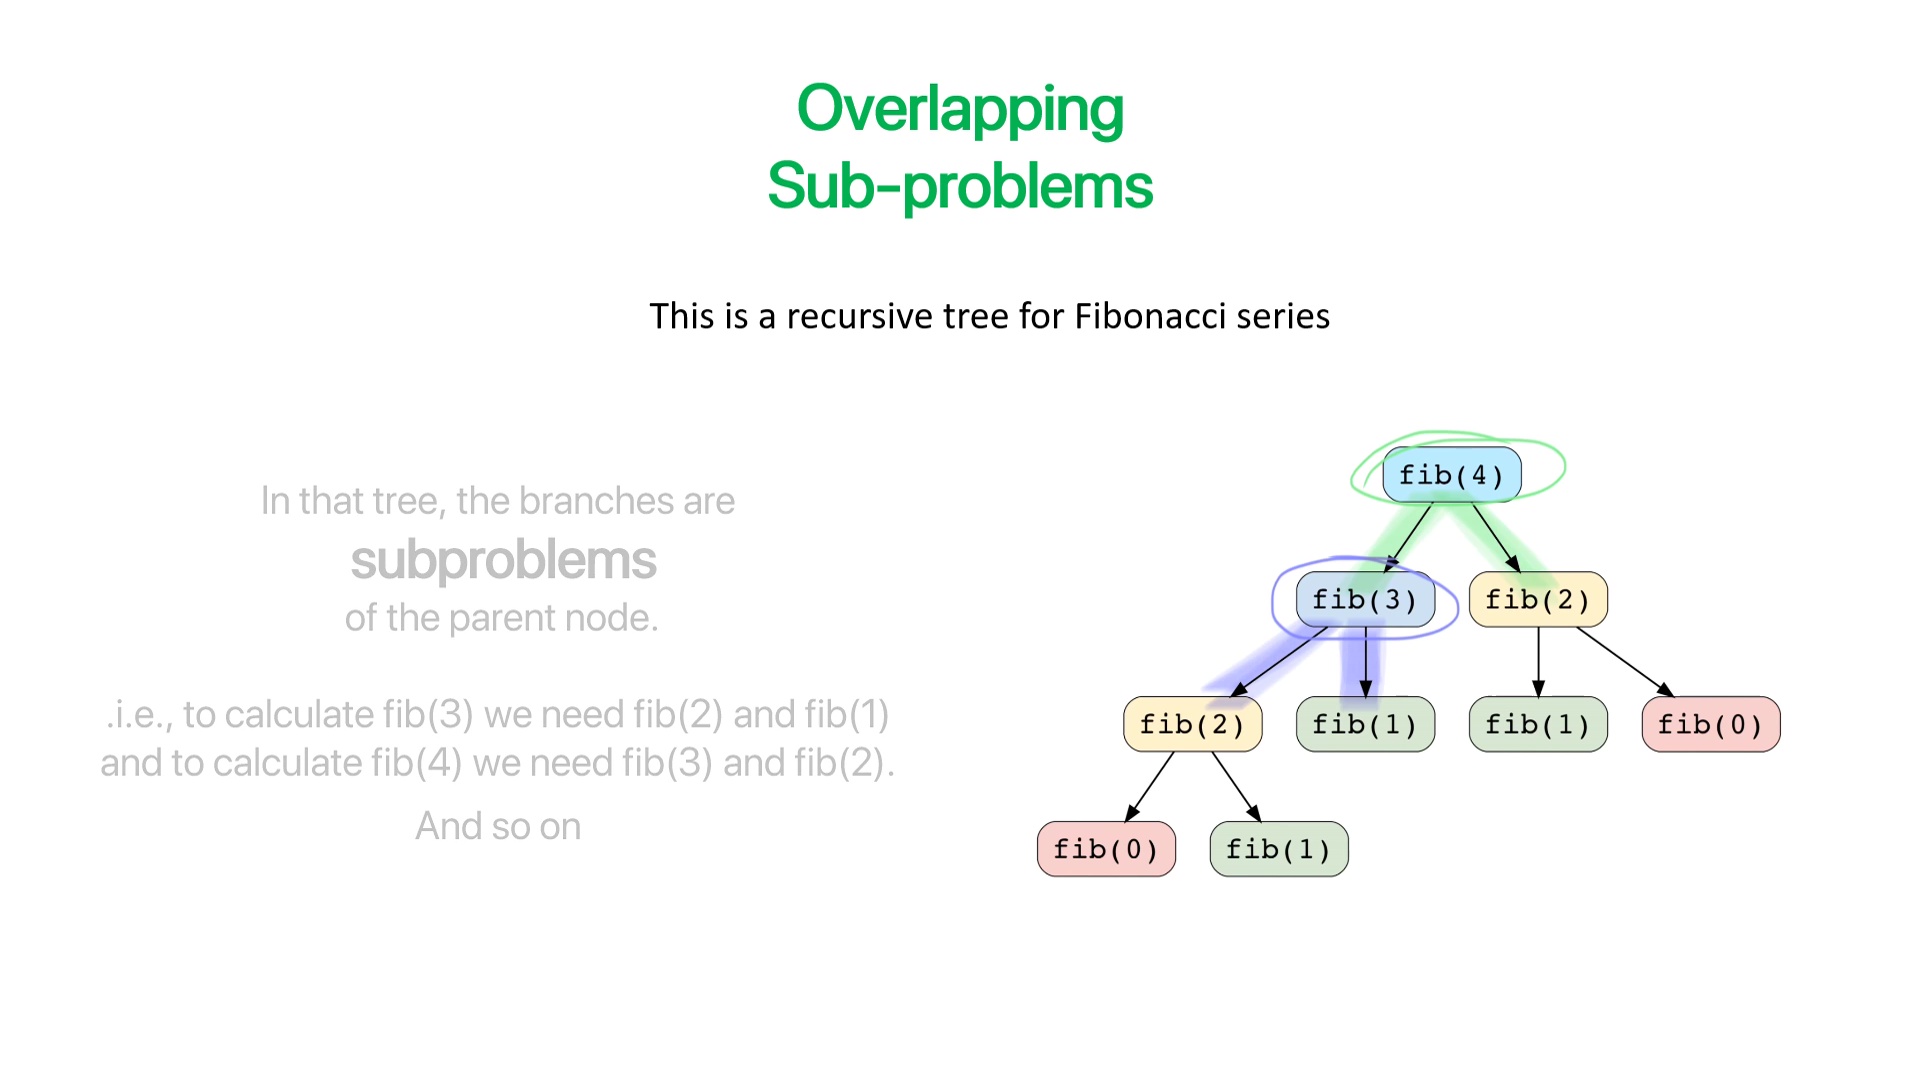 Overlapping
Sub-problems
This is a recursive tree for Fibonacci series
In that tree, the branches are
subproblems
of the parent node.
.i.e., to calculate fib(3) we need fib(2) and fib(1)
and to calculate fib(4) we need fib(3) and fib(2).
And so on
fib(4)
fib(3) fib(2)
fib(2) fib(1) fib(1) fib(0)
fib(0) fib(1)